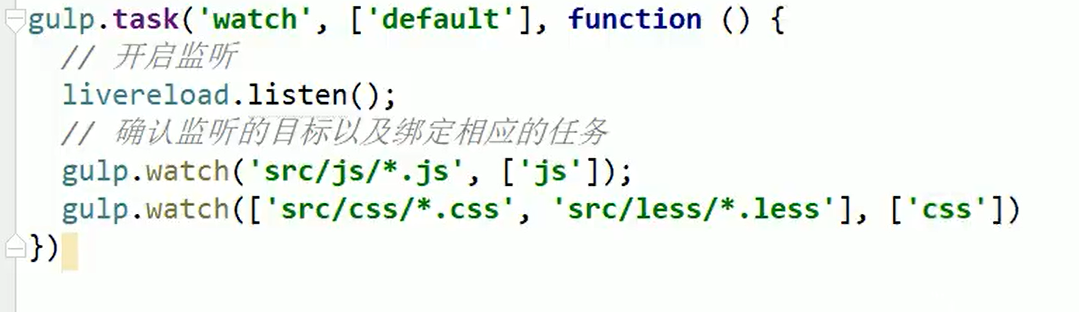 gulp.task('watch', ['default'], function () {
  // 开启监听
  livereload.listen();
  // 确认监听的目标以及绑定相应的任务
  gulp.watch('src/js/*.js', ['js']);
  gulp.watch(['src/css/*.css', 'src/less/*.less'], ['css'])
})